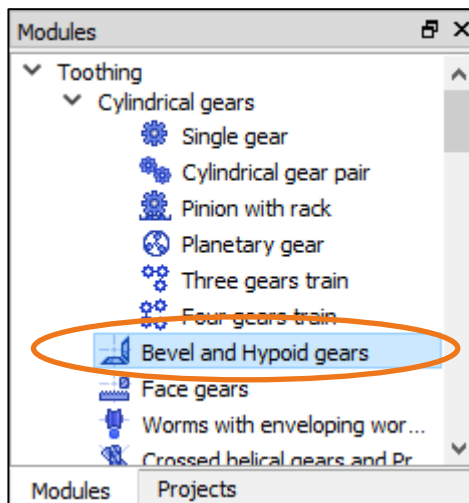 Modules
Toothing
Cylindrical gears
Single gear
Cylindrical gear pair
Pinion with rack
Planetary gear
Three gears train
Four gears train
Bevel and Hypoid gears
Face gears
Worms with enveloping wor...
Crossed helical gears and Pr...
Modules Projects